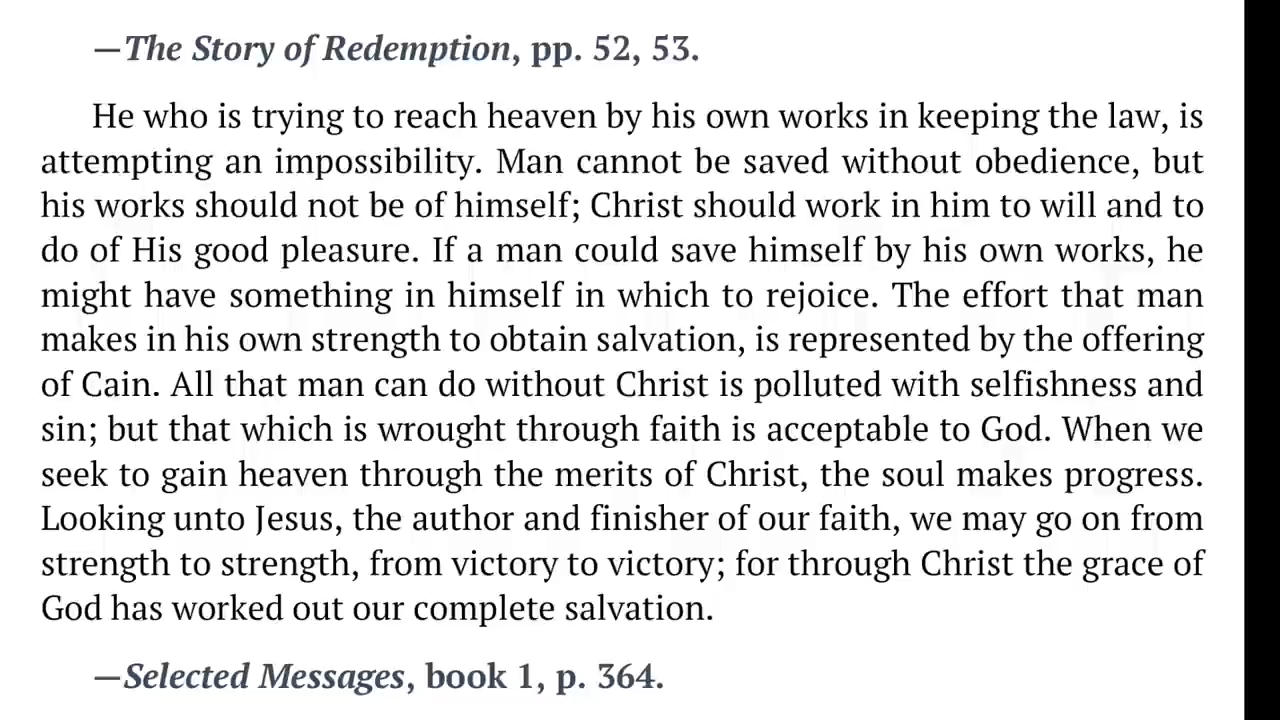 —The Story of Redemption, pp. 52, 53.
He who is trying to reach heaven by his own works in keeping the law, is
attempting an impossibility. Man cannot be saved without obedience, but
his works should not be of himself; Christ should work in him to will and to
do of His good pleasure. If a man could save himself by his own works, he
might have something in himself in which to rejoice. The effort that man
makes in his own strength to obtain salvation, is represented by the offering
of Cain. All that man can do without Christ is polluted with selfishness and
sin; but that which is wrought through faith is acceptable to God. When we
seek to gain heaven through the merits of Christ, the soul makes progress.
Looking unto Jesus, the author and finisher of our faith, we may go on from
strength to strength, from victory to victory; for through Christ the grace of
God has worked out our complete salvation.
—Selected Messages, book 1, p. 364.